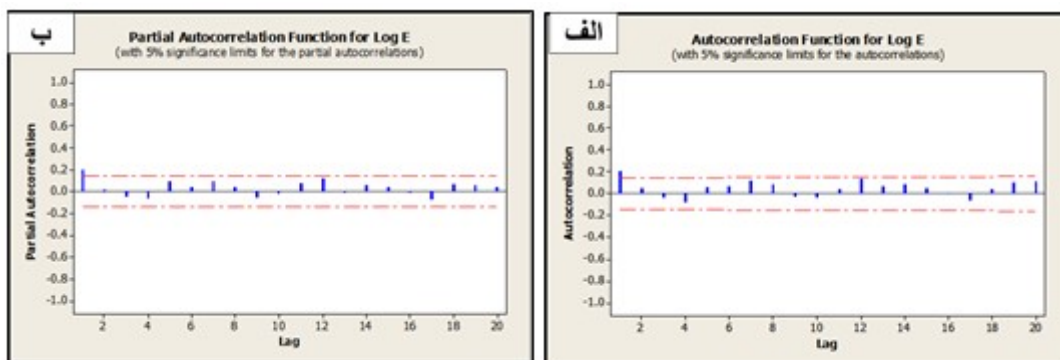 ب
Partial Autocorrelation Function for Log E
(with 5% significance limits for the partial autocorrelations)
Partial Autocorrelation
1.0
0.8
0.6
0.4
0.2
0.0
-0.2
-0.4
-0.6
-0.8
-1.0
2 4 6 8 10 12 14 16 18 20
Lag
الف
Autocorrelation Function for Log E
(with 5% significance limits for the autocorrelations)
Autocorrelation
1.0
0.8
0.6
0.4
0.2
0.0
-0.2
-0.4
-0.6
-0.8
-1.0
2 4 6 8 10 12 14 16 18 20
Lag